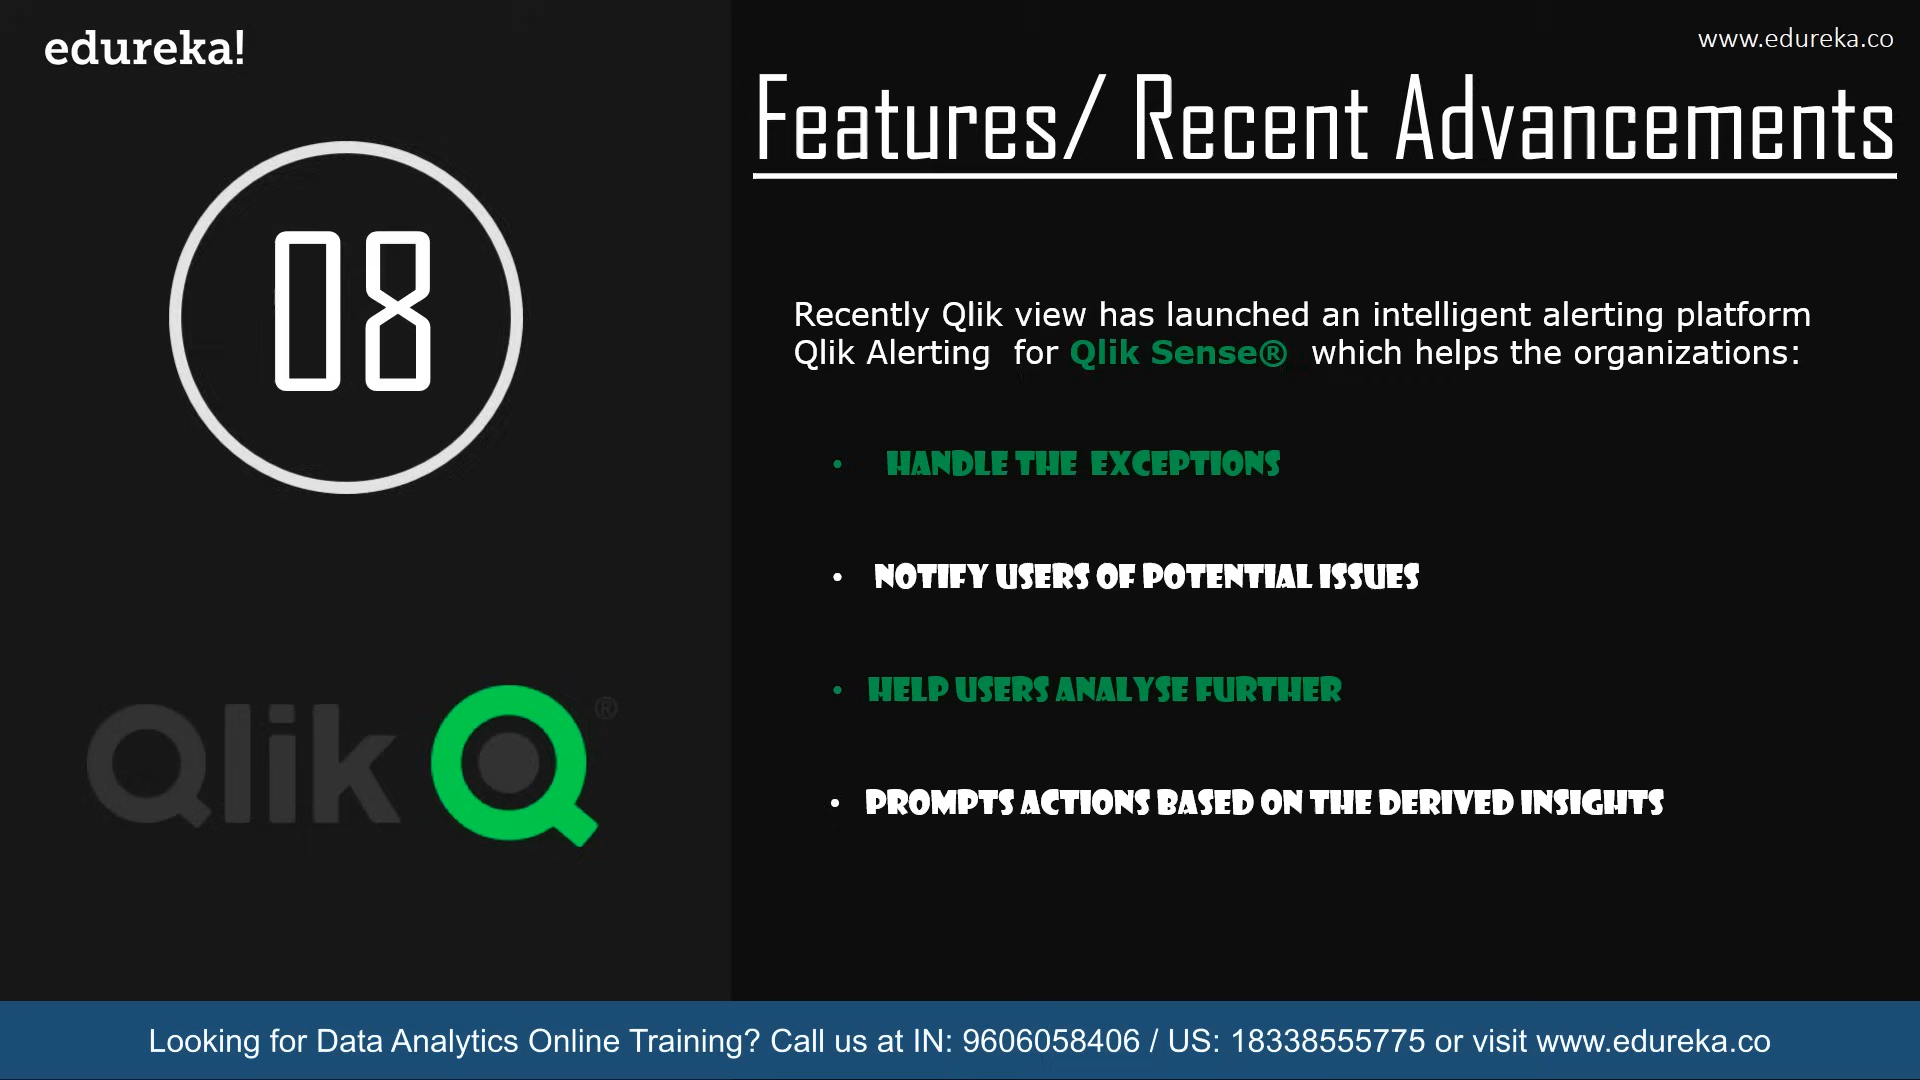 edureka!
www.edureka.co
Features/ Recent Advancements
08
Recently Qlik view has launched an intelligent alerting platform
Qlik Alerting for Qlik Sense® which helps the organizations:
• HANDLE THE EXCEPTIONS
• NOTIFY USERS OF POTENTIAL ISSUES
• HELP USERS ANALYSE FURTHER
• PROMPTS ACTIONS BASED ON THE DERIVED INSIGHTS
Qlik Q ®
Looking for Data Analytics Online Training? Call us at IN: 9606058406 / US: 18338555775 or visit www.edureka.co